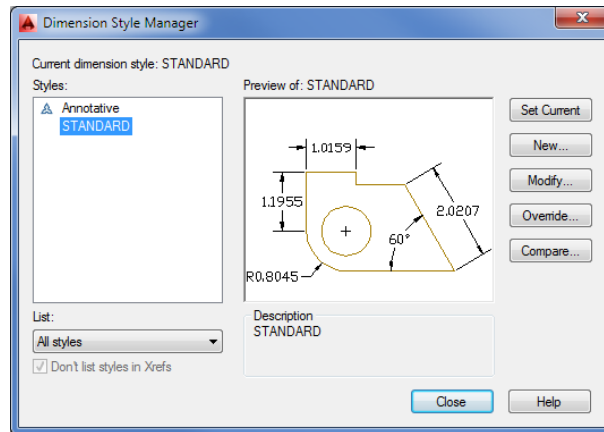 Dimension Style Manager
Current dimension style: STANDARD
Styles:
Annotative
STANDARD
List:
All styles
Don't list styles in Xrefs
Preview of: STANDARD
1.0159
1.1955
2.0207
60°
R0.8045
Description
STANDARD
Set Current
New...
Modify...
Override...
Compare...
Close
Help